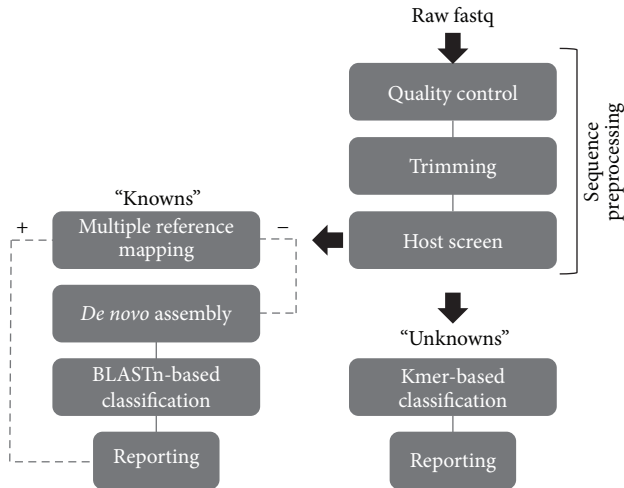 Raw fastq
Quality control
Trimming
Host screen
Sequence
preprocessing
“Knowns”
+
−
Multiple reference
mapping
De novo assembly
BLASTn-based
classification
Reporting
“Unknowns”
Kmer-based
classification
Reporting